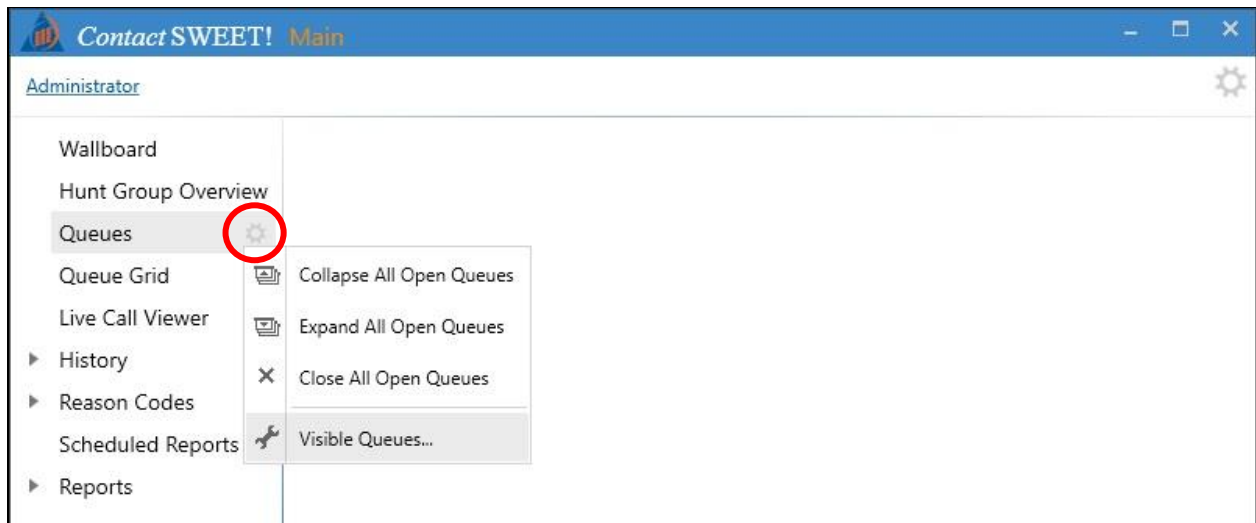 Contact SWEET! Main
Administrator
Wallboard
Hunt Group Overview
Queues
Queue Grid
Live Call Viewer
History
Reason Codes
Scheduled Reports
Reports
Collapse All Open Queues
Expand All Open Queues
Close All Open Queues
Visible Queues...